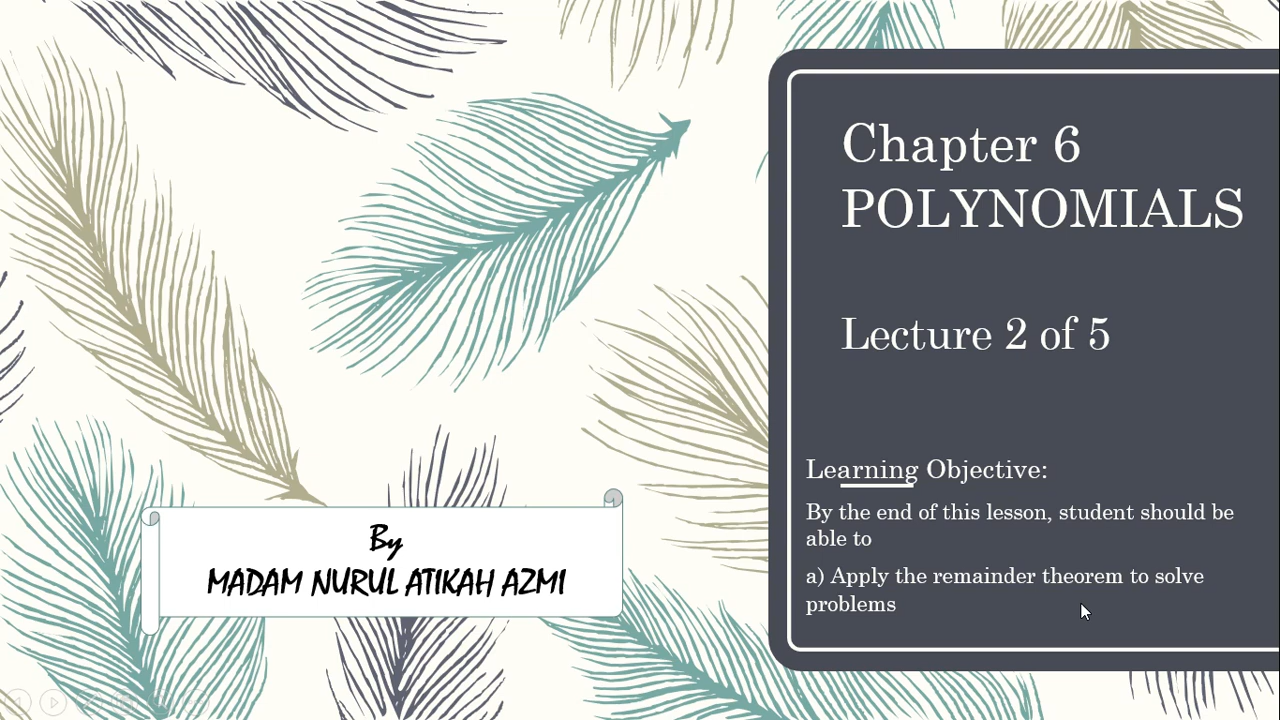 Chapter 6
POLYNOMIALS
Lecture 2 of 5
Learning Objective:
By the end of this lesson, student should be
able to
a) Apply the remainder theorem to solve
problems
By
MADAM NURUL ATIKAH AZMI